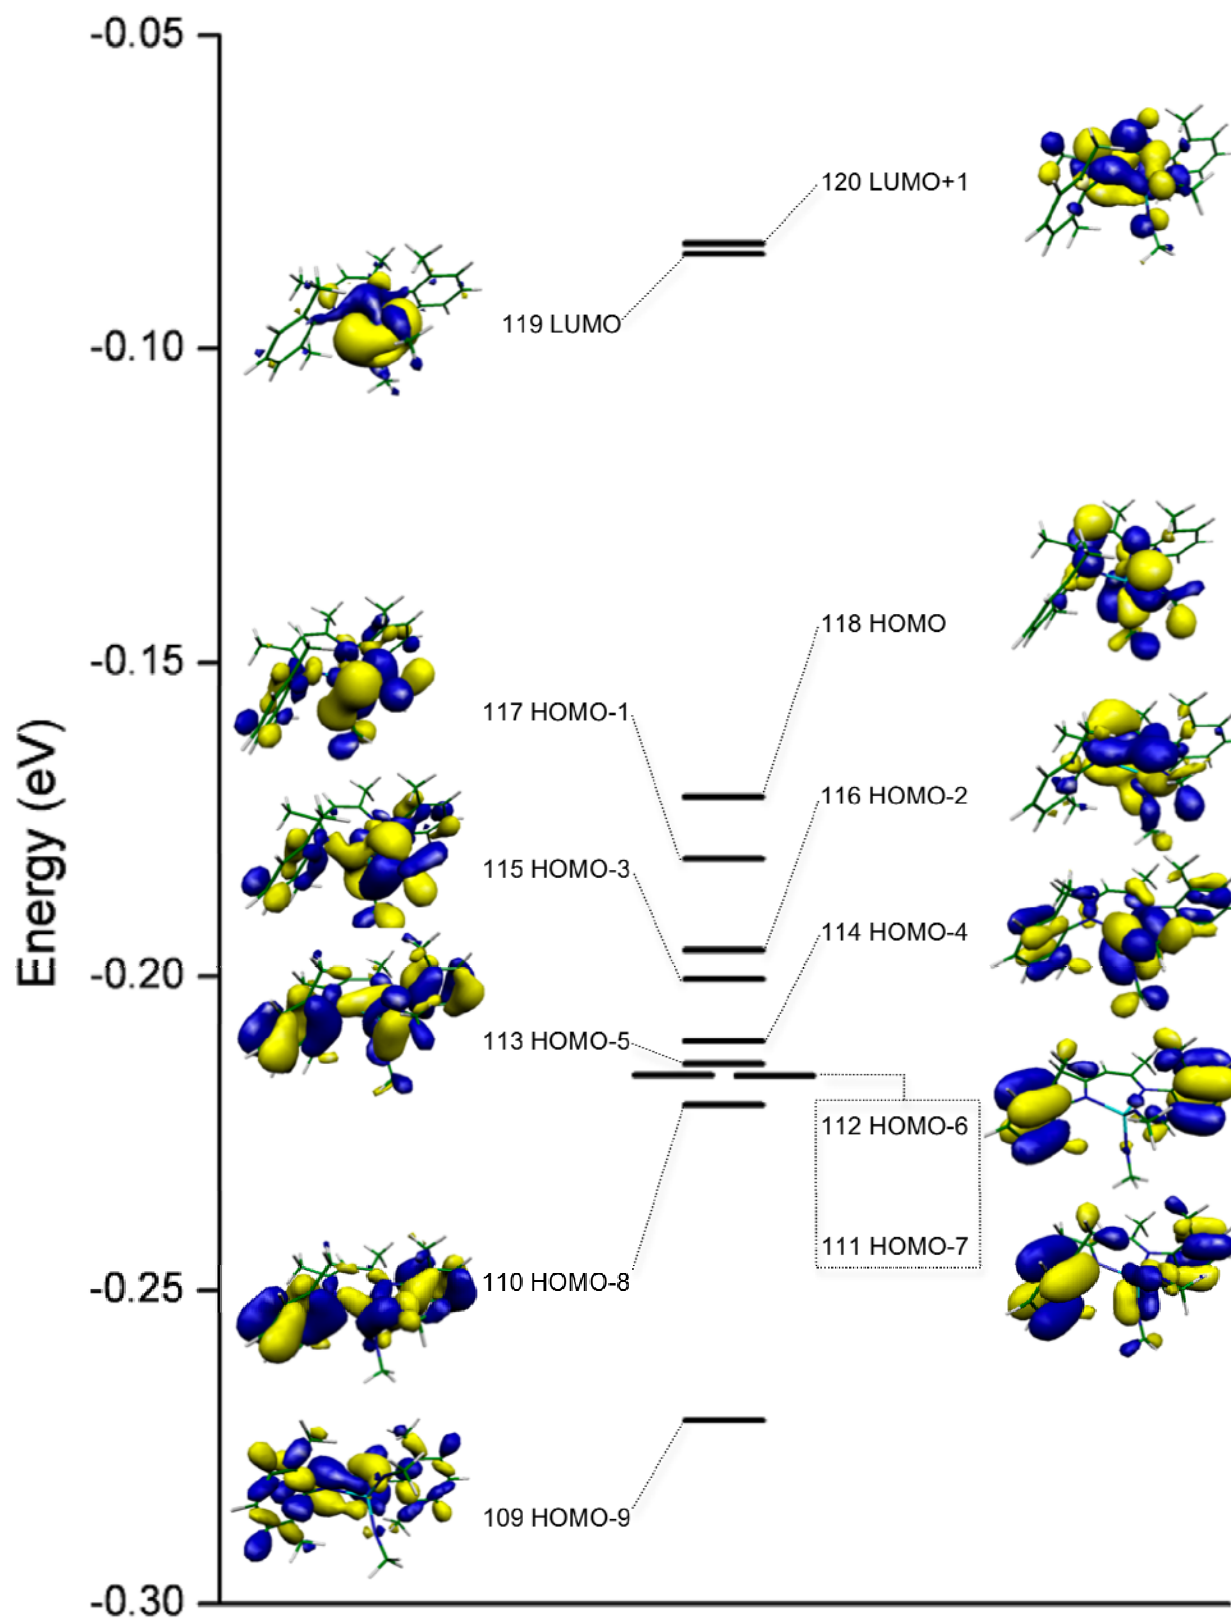 -0.05
120 LUMO+1
119 LUMO
-0.10
118 HOMO
-0.15
117 HOMO-1
116 HOMO-2
115 HOMO-3
114 HOMO-4
Energy (eV)
-0.20
113 HOMO-5
112 HOMO-6
111 HOMO-7
110 HOMO-8
-0.25
109 HOMO-9
-0.30